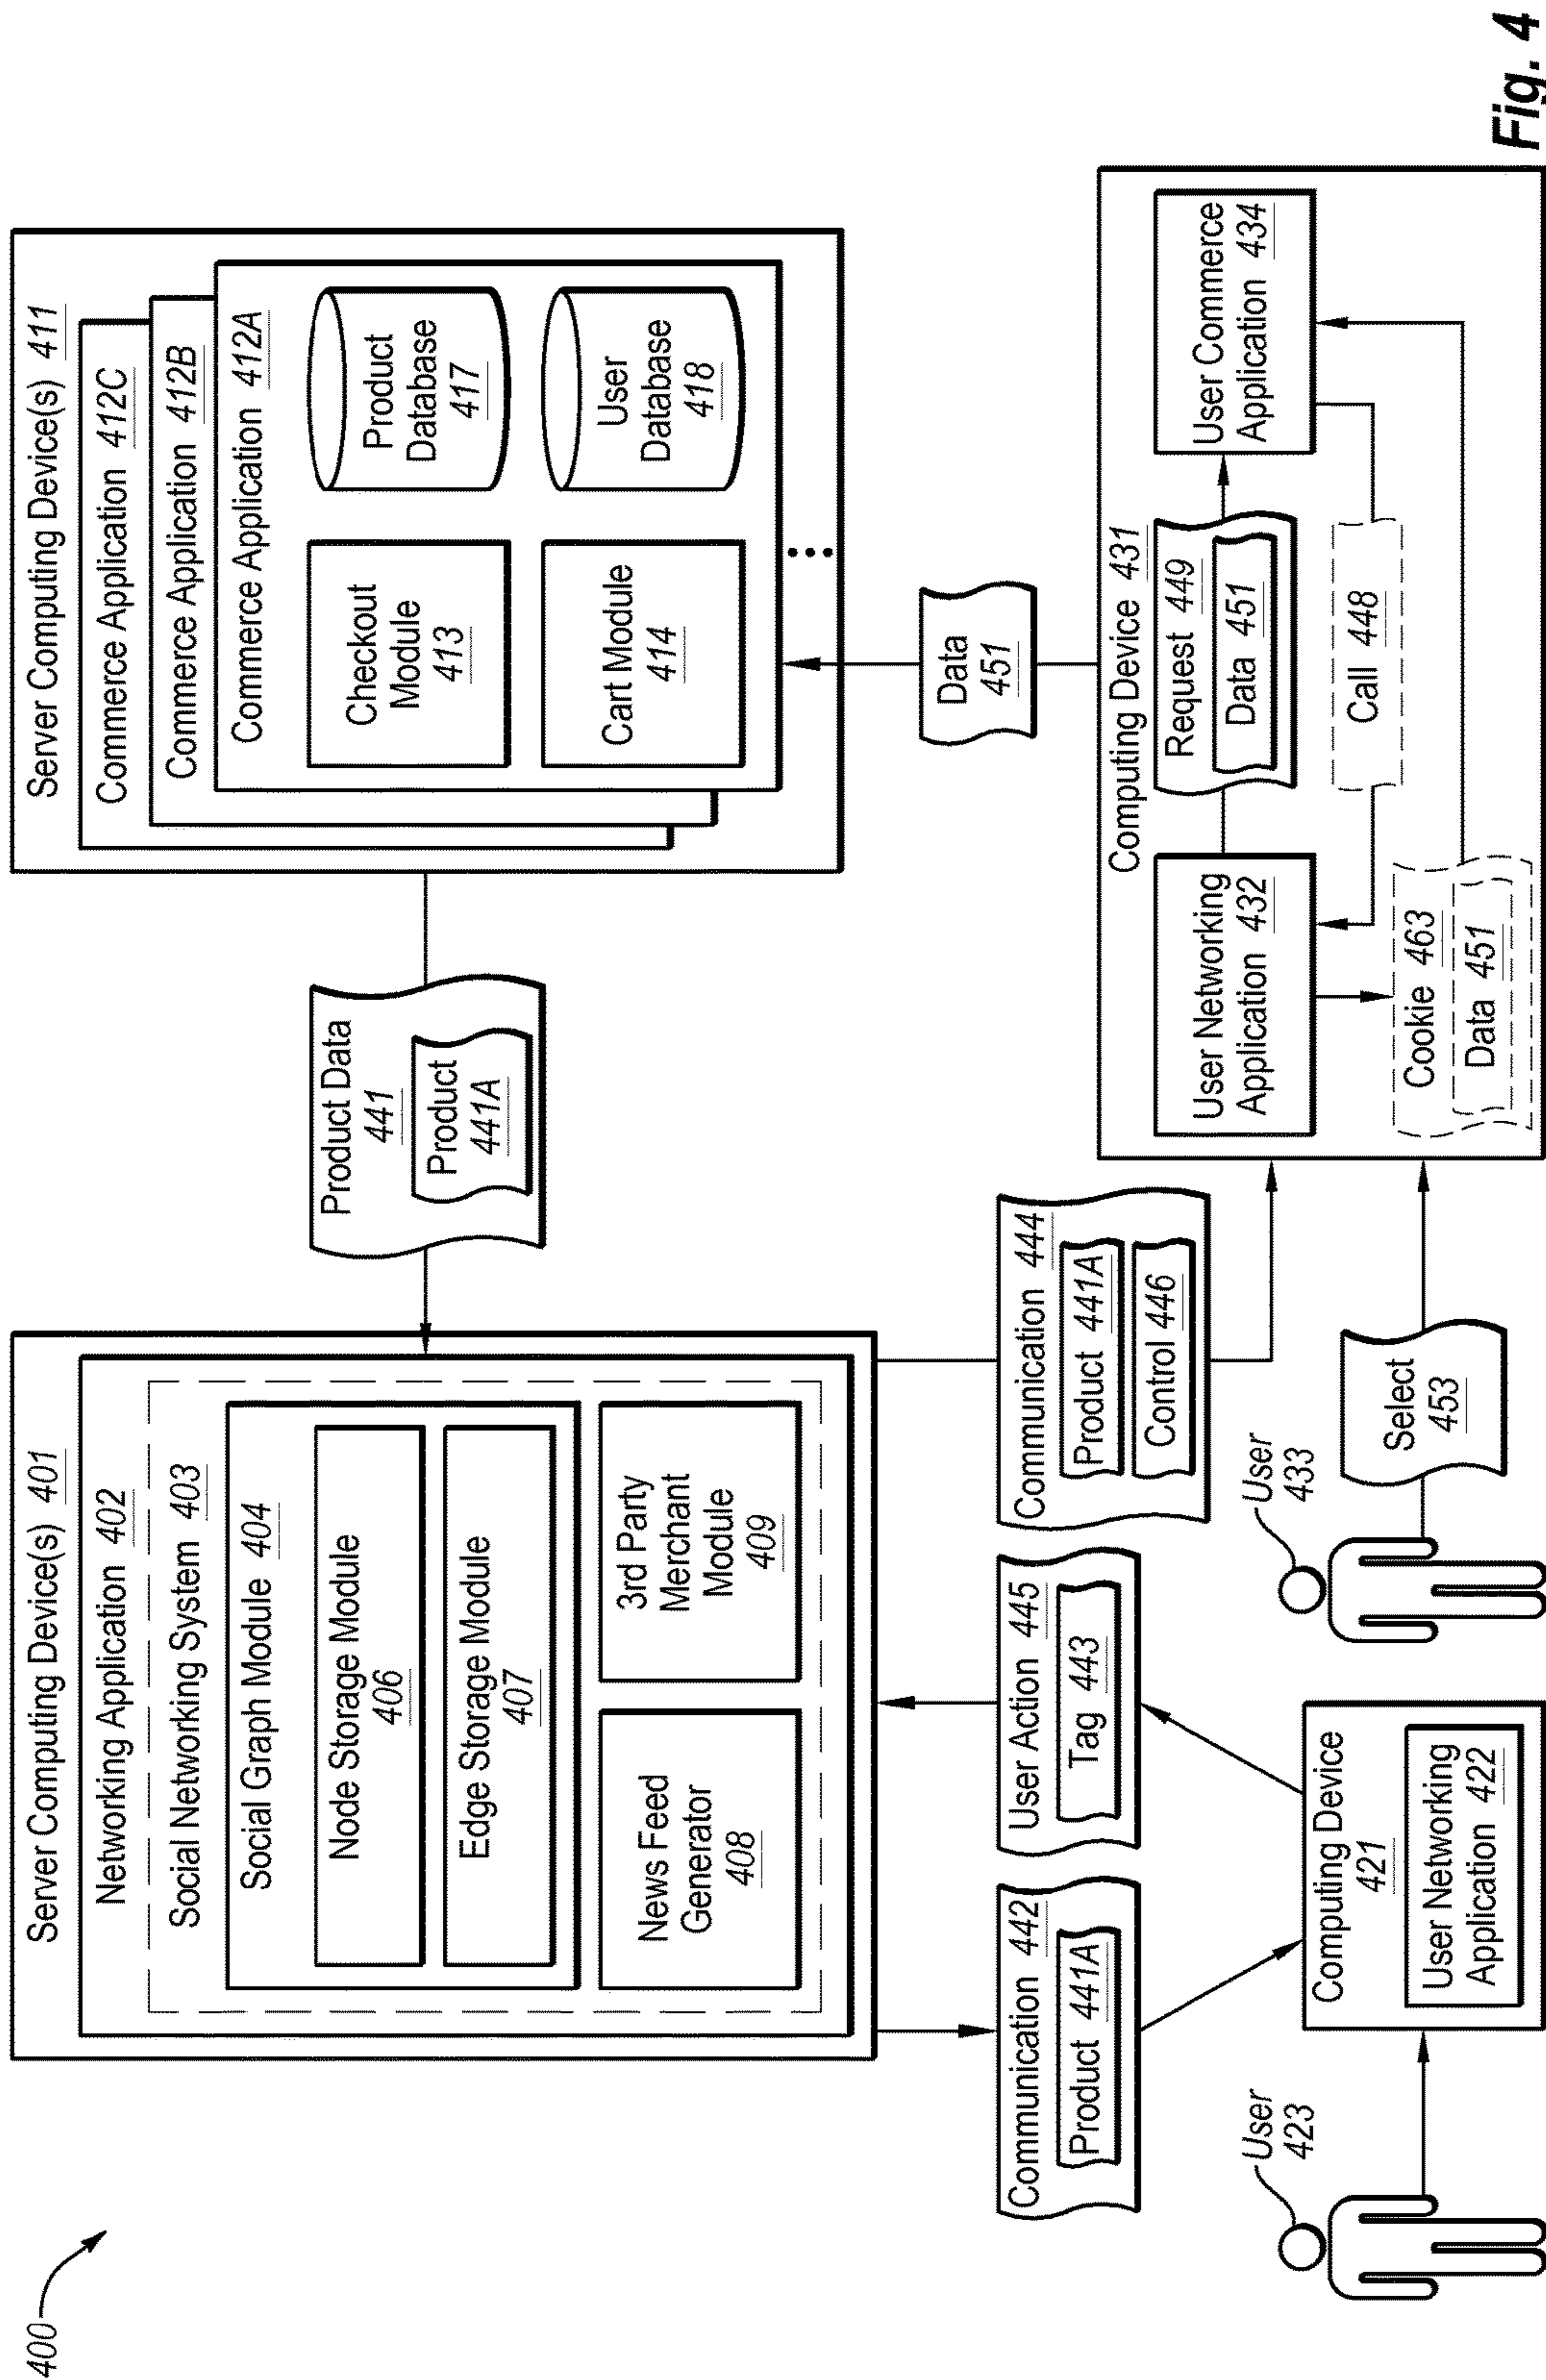 400
Server Computing Device(s) 401
Networking Application 402
Social Networking System 403
Social Graph Module 404
Node Storage Module
406
Edge Storage Module
407
News Feed
Generator
408
3rd Party
Merchant
Module
409
Product Data
441
Product
441A
Server Computing Device(s) 411
Commerce Application 412C
Commerce Application 412B
Commerce Application 412A
Checkout
Module
413
Product
Database
417
Cart Module
414
User
Database
418
...
Communication 442
Product 441A
User Action 445
Tag 443
Communication 444
Product 441A
Control 446
Data
451
User
423
Computing Device
421
User Networking
Application 422
User
433
Select
453
Computing Device 431
User Networking
Application 432
Request 449
Data 451
User Commerce
Application 434
Call 448
Cookie 463
Data 451
Fig. 4